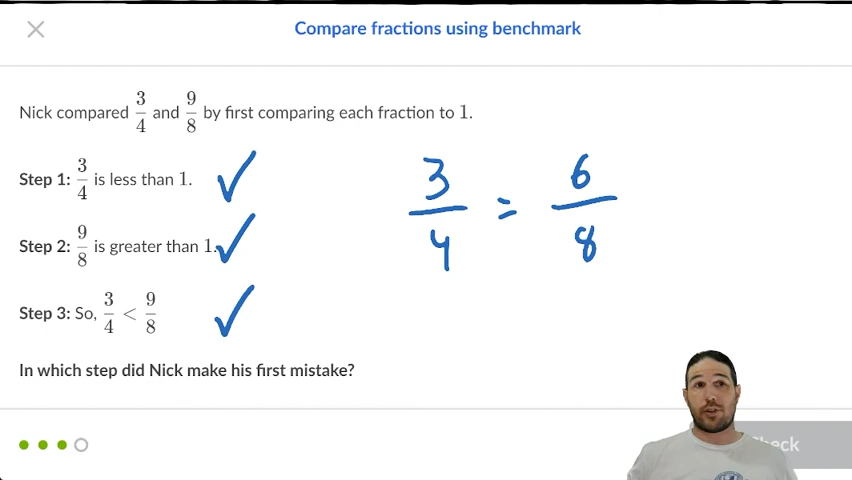 Compare fractions using benchmark
Nick compared 3/4 and 9/8 by first comparing each fraction to 1.
Step 1: 3/4 is less than 1.
Step 2: 9/8 is greater than 1.
Step 3: So, 3/4 < 9/8
3/4 = 6/8
In which step did Nick make his first mistake?